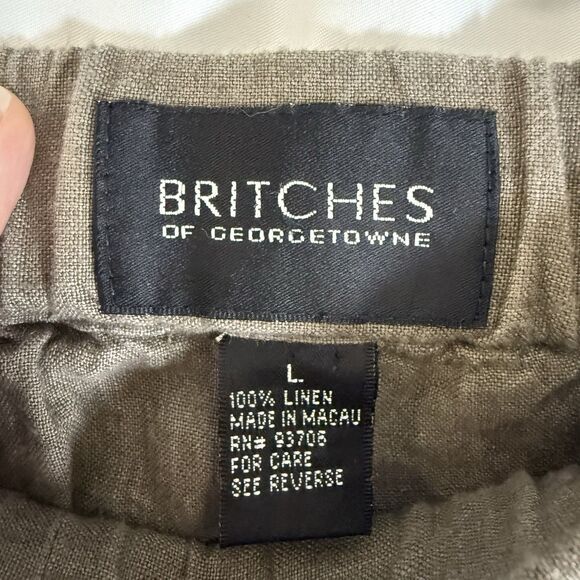 BRITCHES
OF GEORGETOWNE
L
100% LINEN
MADE IN MACAU
RN# 93706
FOR CARE
SEE REVERSE